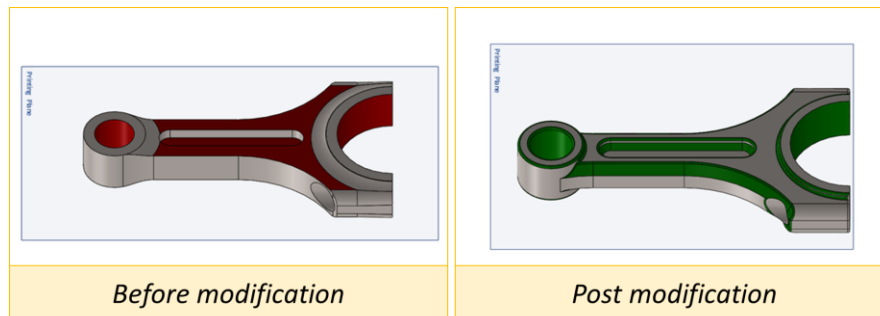 Printing Plane
Printing Plane
Before modification
Post modification